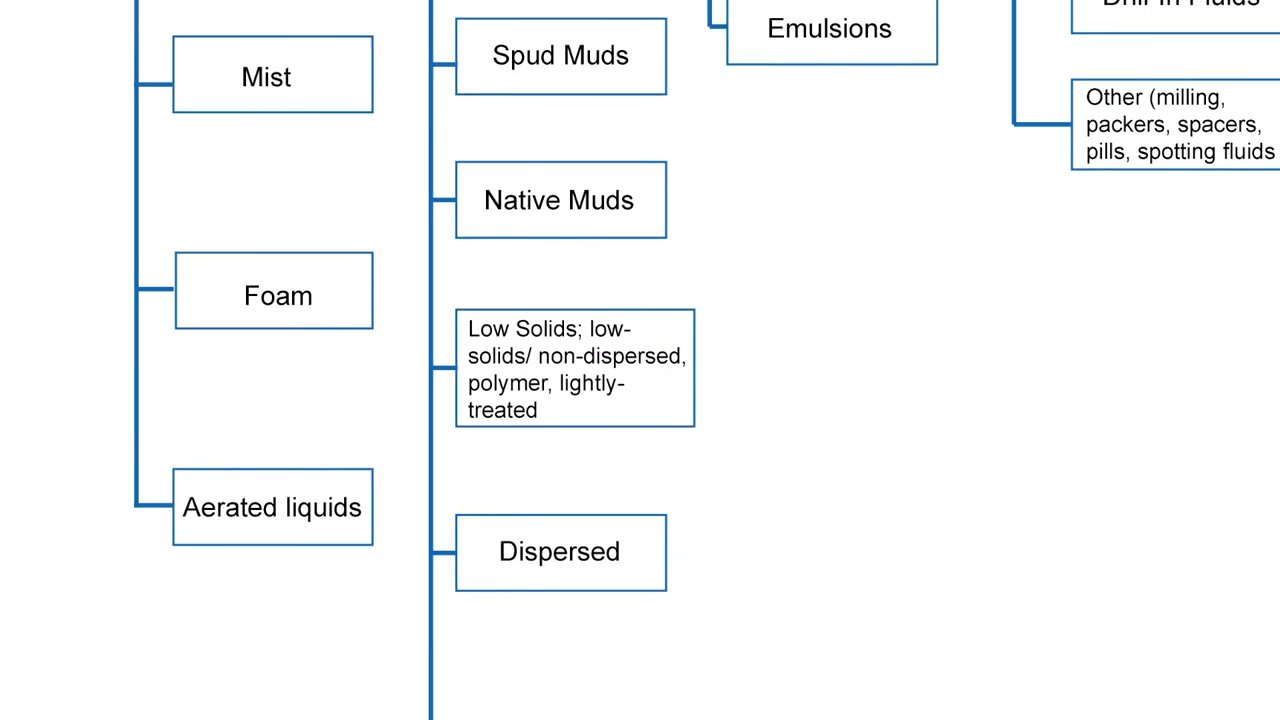 Mist
Foam
Aerated liquids
Spud Muds
Native Muds
Low Solids; low-
solids/ non-dispersed,
polymer, lightly-
treated
Dispersed
Emulsions
Other (milling,
packers, spacers,
pills, spotting fluids